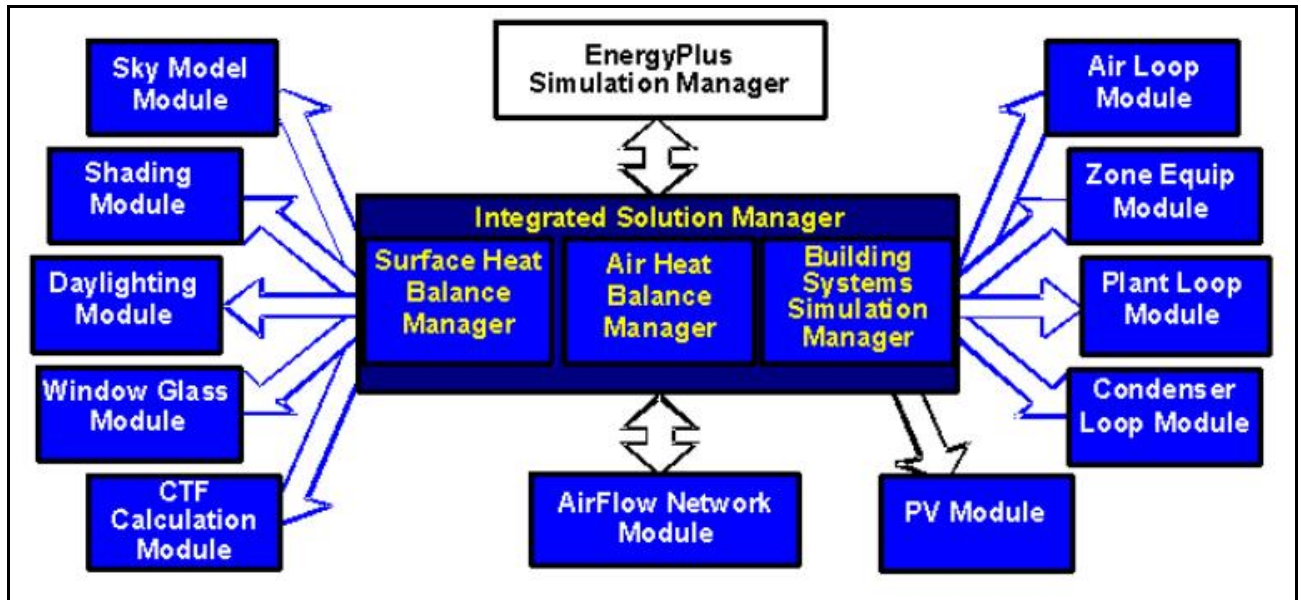 EnergyPlus
Simulation Manager
Sky Model
Module
Shading
Module
Daylighting
Module
Window Glass
Module
CTF
Calculation
Module
Integrated Solution Manager
Surface Heat
Balance
Manager
Air Heat
Balance
Manager
Building
Systems
Simulation
Manager
AirFlow Network
Module
PV Module
Air Loop
Module
Zone Equip
Module
Plant Loop
Module
Condenser
Loop Module